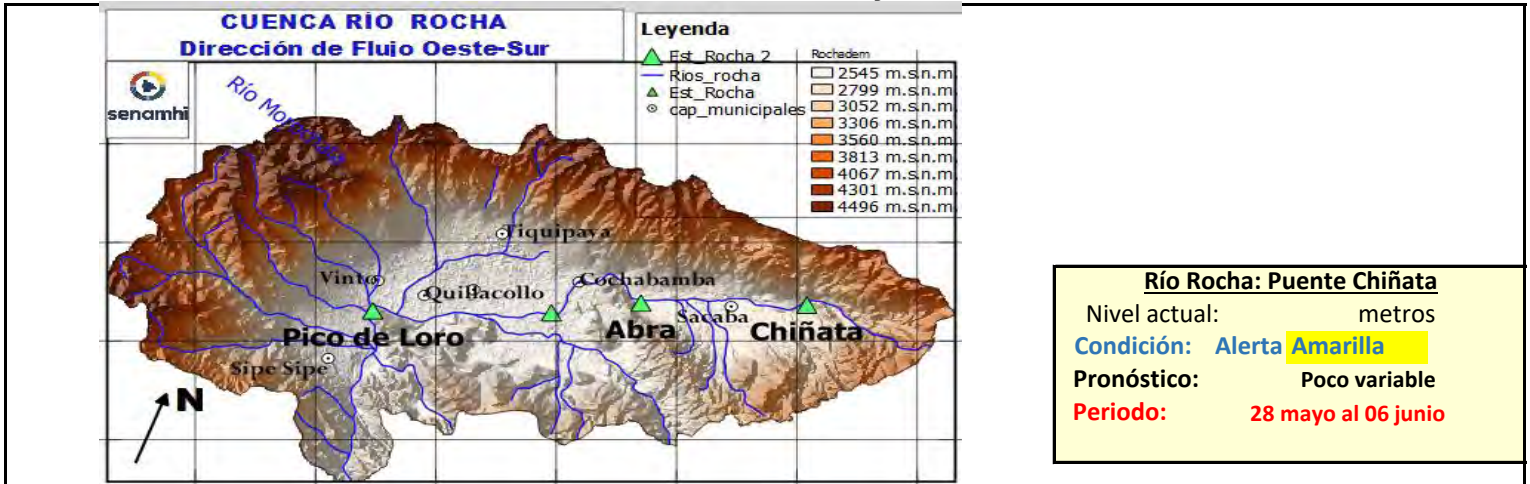 CUENCA RÍO ROCHA
Dirección de Flujo Oeste-Sur
senamhi
Leyenda
Est_Rocha 2
Rios_rocha
Est_Rocha
cap_municipales
Rochadem
2545 m.s.n.m.
2799 m.s.n.m.
3052 m.s.n.m.
3306 m.s.n.m.
3560 m.s.n.m.
3813 m.s.n.m.
4067 m.s.n.m.
4301 m.s.n.m.
4496 m.s.n.m.
Río Morochata
Tiquipaya
Vinto
Quillacollo
Cochabamba
Sacaba
Pico de Loro
Abra
Chiñata
Sipe Sipe
N
Río Rocha: Puente Chiñata
Nivel actual: metros
Condición: Alerta Amarilla
Pronóstico: Poco variable
Periodo: 28 mayo al 06 junio